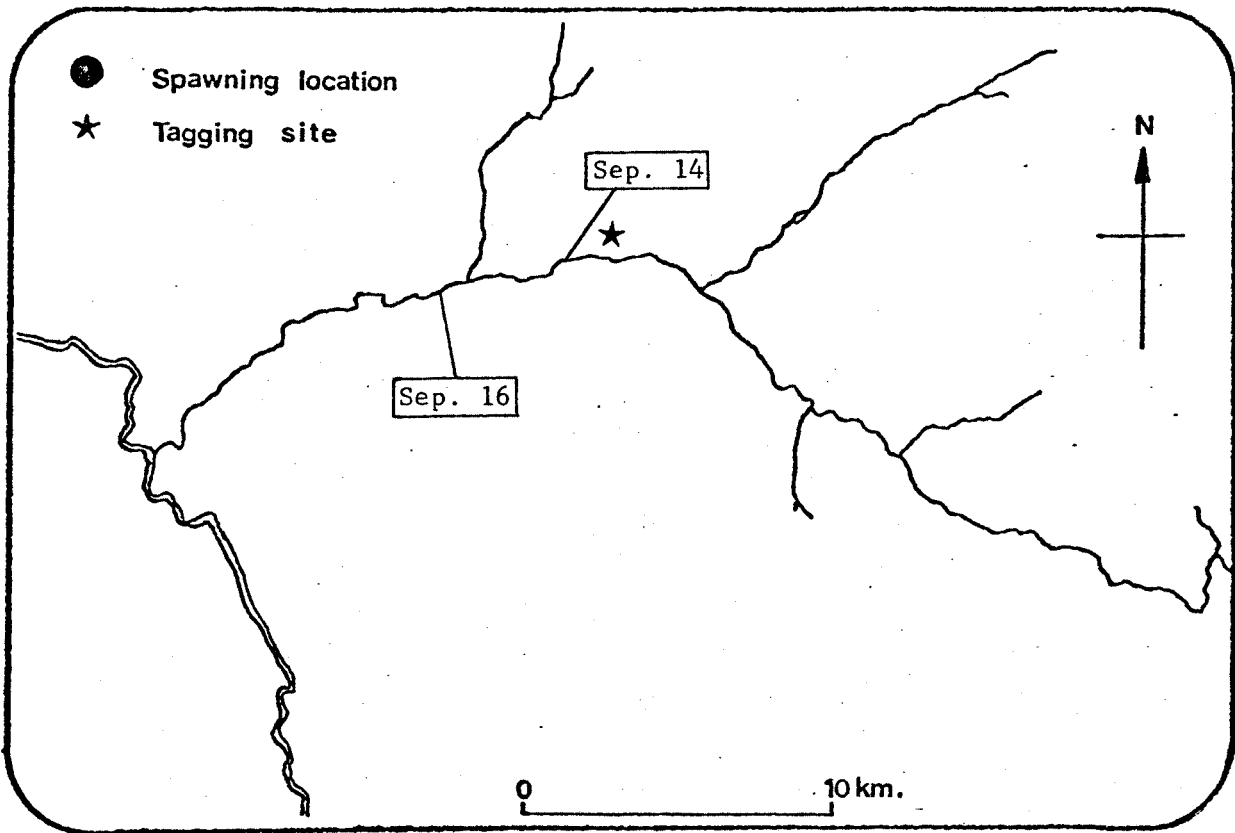 Spawning location
Tagging site
N
Sep. 14
Sep. 16
0 10 km.